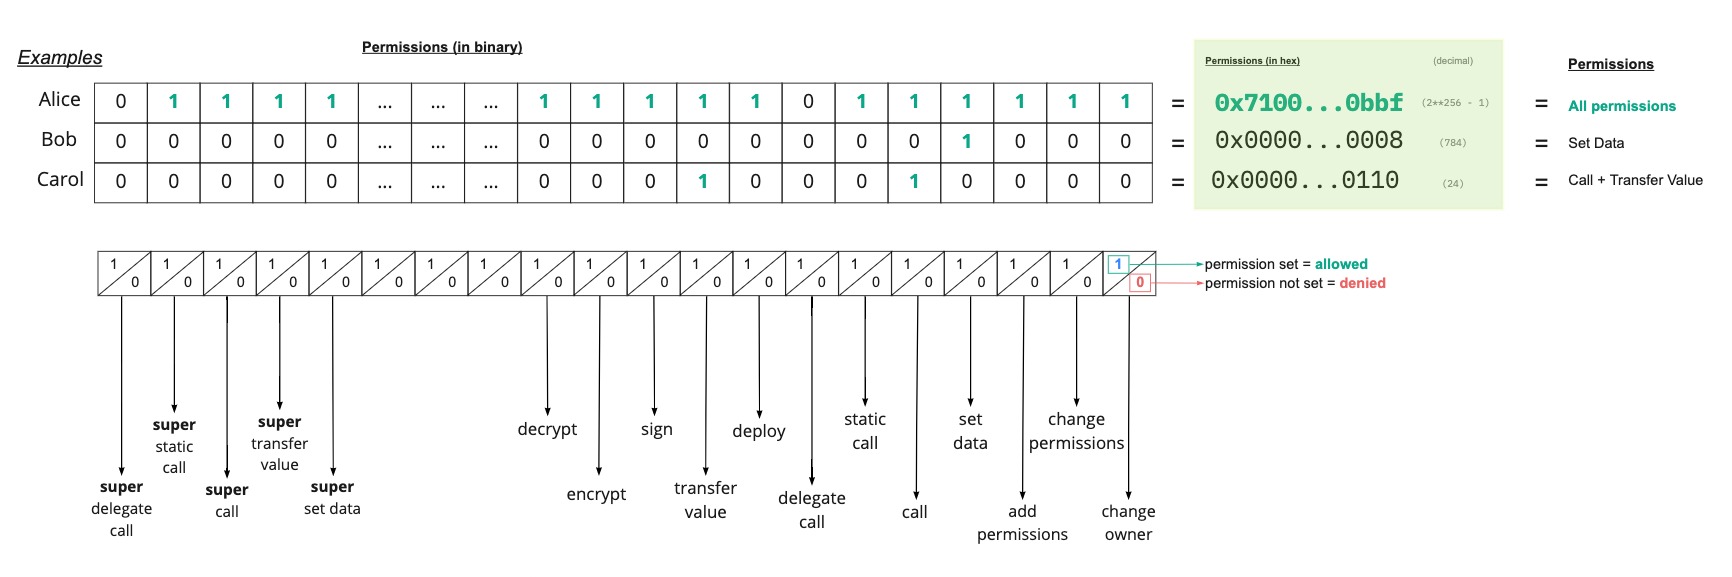 Examples
Permissions (in binary)
Permissions (in hex) (decimal)
Permissions
Alice 0 1 1 1 1 ... ... ... 1 1 1 1 1 0 1 1 1 1 1 1 = 0x7100...0bbf (2**256 - 1) = All permissions
Bob 0 0 0 0 0 ... ... ... 0 0 0 0 0 0 0 0 1 0 0 0 = 0x0000...0008 (784) = Set Data
Carol 0 0 0 0 0 ... ... ... 0 0 0 1 0 0 0 1 0 0 0 0 = 0x0000...0110 (24) = Call + Transfer Value
1 1 1 1 1 1 1 1 1 1 1 1 1 1 1 1 1 1 1 1 permission set = allowed
0 0 0 0 0 0 0 0 0 0 0 0 0 0 0 0 0 0 0 0 permission not set = denied
super
delegate
call
super
static
call
super
call
super
transfer
value
super
set data
decrypt
encrypt
sign
transfer
value
deploy
delegate
call
static
call
call
set
data
add
permissions
change
permissions
change
owner